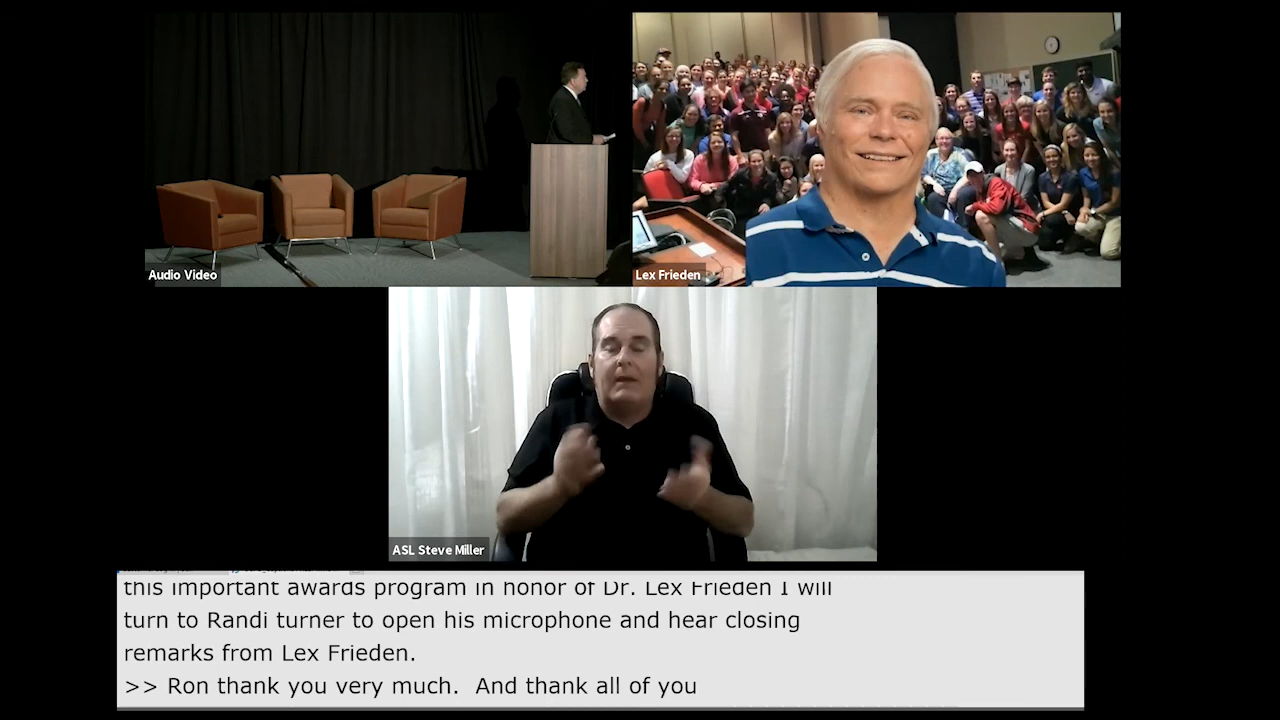 Audio Video
Lex Frieden
ASL Steve Miller
this important awards program in honor of Dr. Lex Frieden I will
turn to Randi turner to open his microphone and hear closing
remarks from Lex Frieden.
>> Ron thank you very much.  And thank all of you